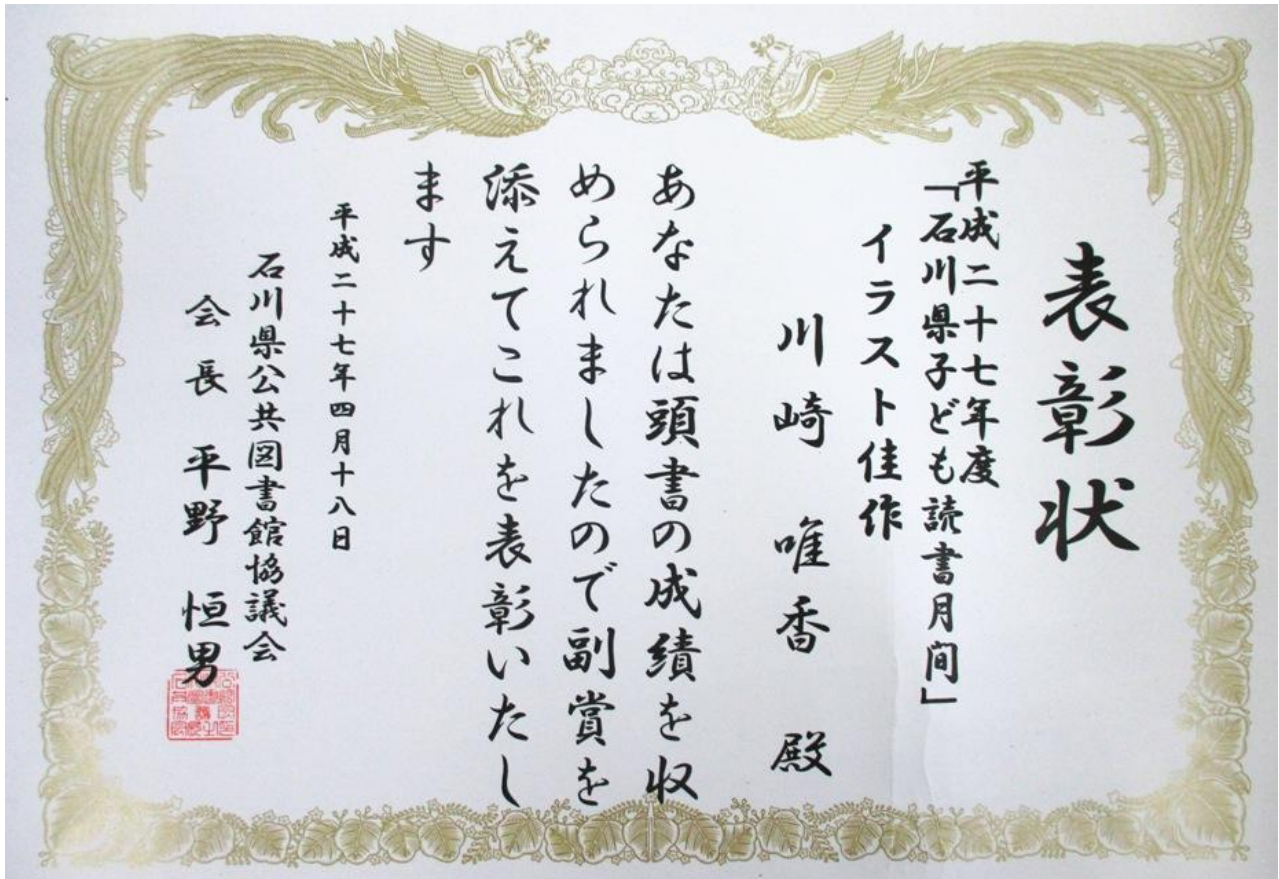 表彰状
平成二十七年度
「石川県子ども読書月間」
イラスト佳作
川崎 唯香 殿
あなたは頭書の成績を収
められましたので副賞を
添えてこれを表彰いたし
ます
平成二十七年四月十八日
石川県公共図書館協議会
会長 平野 恒男